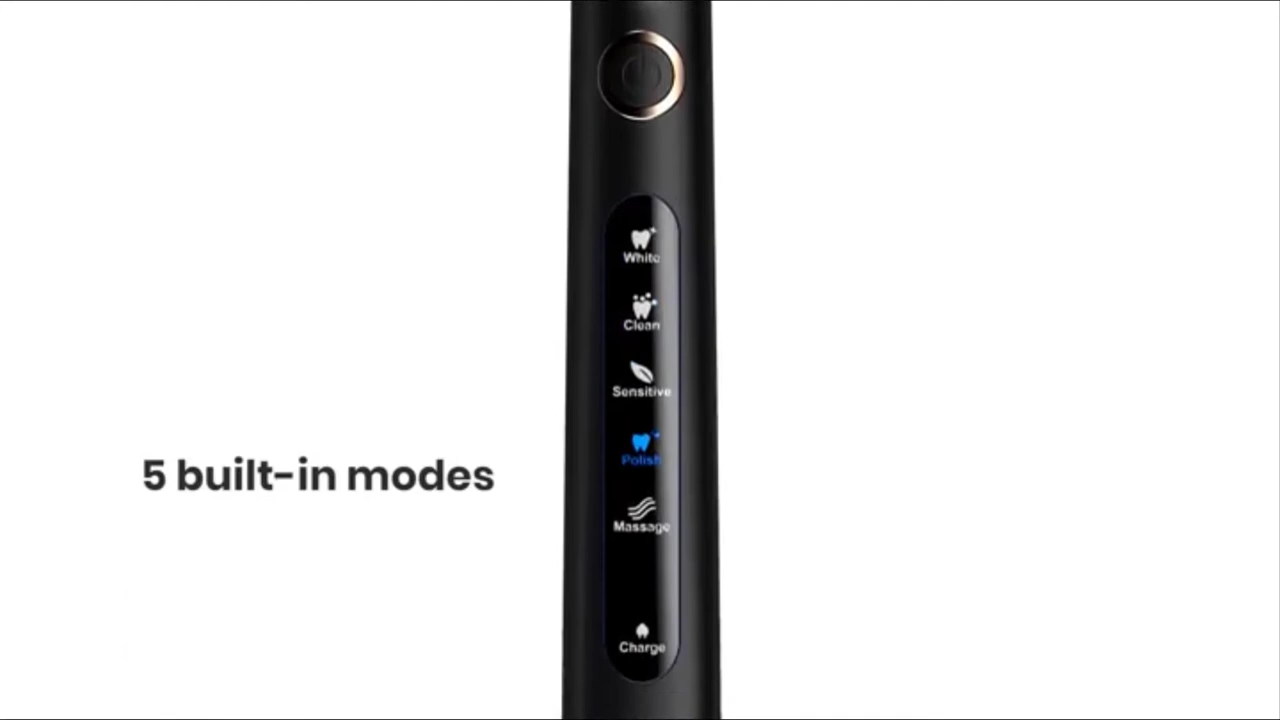 White
Clean
Sensitive
Polish
5 built-in modes
Massage
Charge